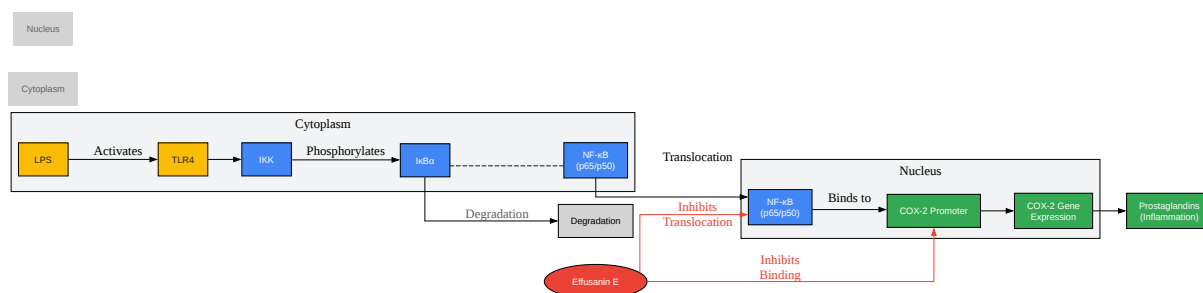 Nucleus
Cytoplasm
Cytoplasm
LPS
Activates
TLR4
IKK
Phosphorylates
IκBα
NF-κB
(p65/p50)
Translocation
Nucleus
NF-κB
(p65/p50)
Binds to
COX-2 Promoter
COX-2 Gene
Expression
Prostaglandins
(Inflammation)
Degradation
Degradation
Inhibits
Translocation
Effusanin E
Inhibits
Binding